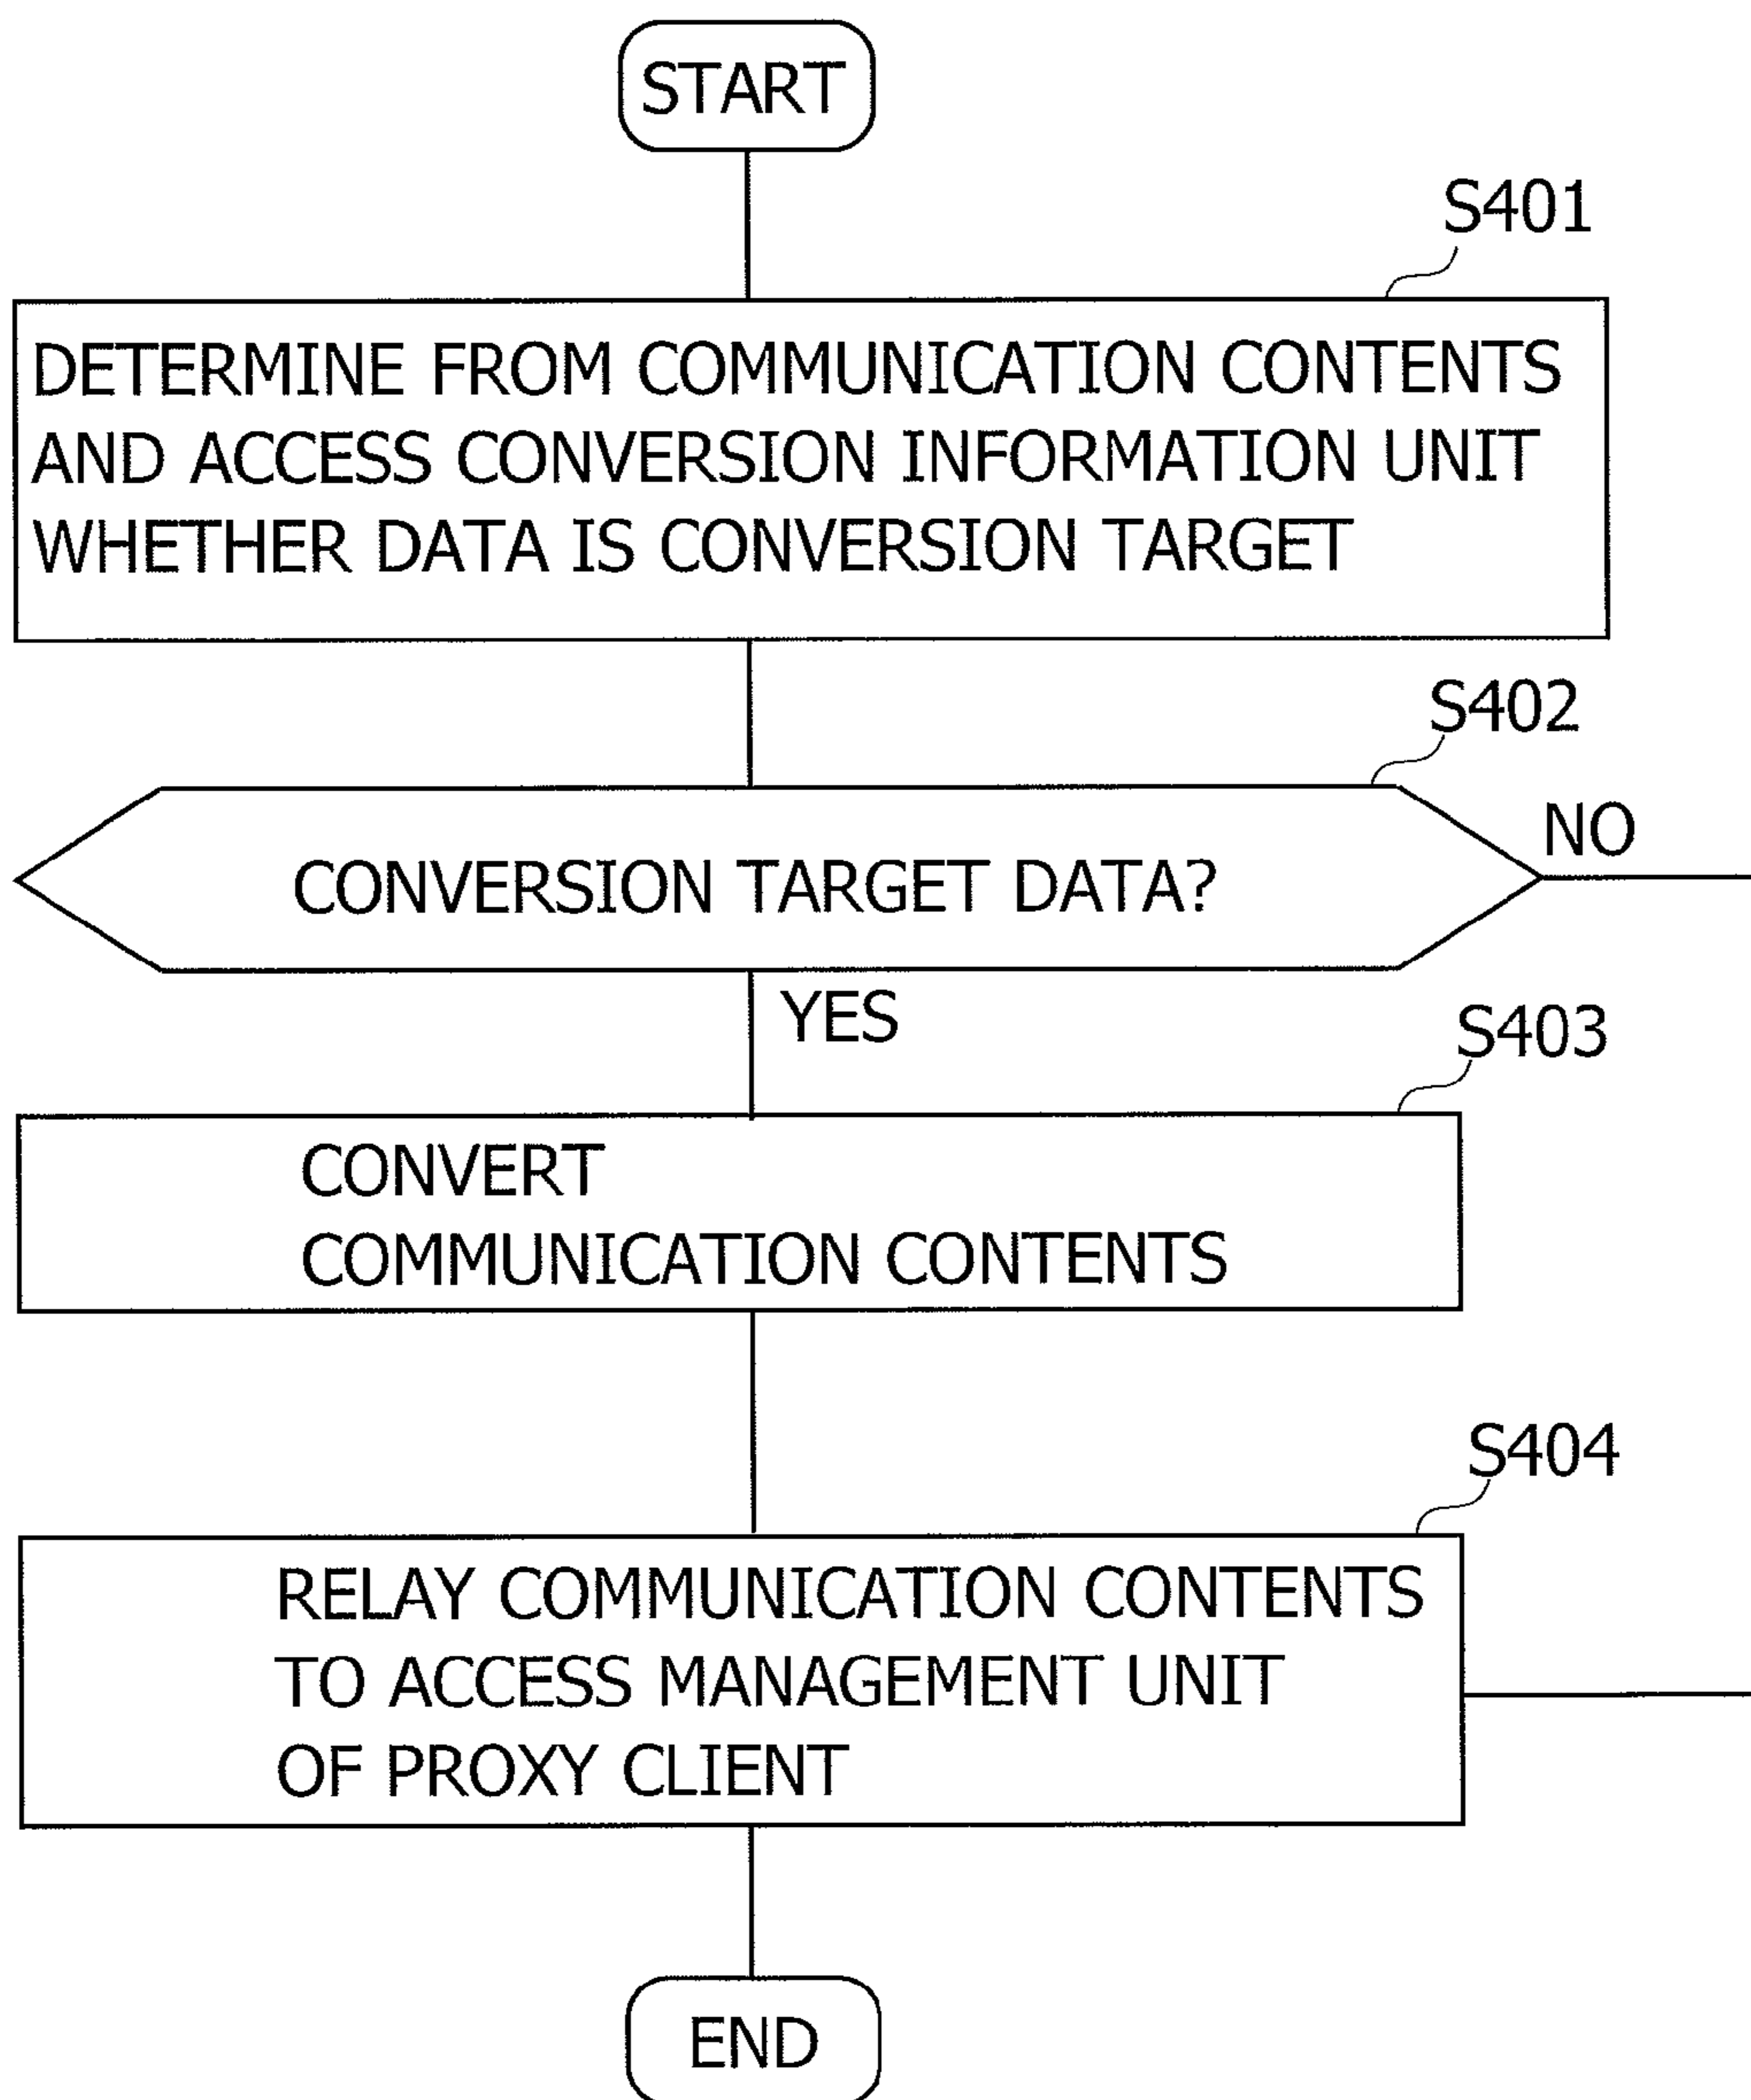 START
S401
DETERMINE FROM COMMUNICATION CONTENTS
AND ACCESS CONVERSION INFORMATION UNIT
WHETHER DATA IS CONVERSION TARGET
S402
NO
CONVERSION TARGET DATA?
YES
S403
CONVERT
COMMUNICATION CONTENTS
S404
RELAY COMMUNICATION CONTENTS
TO ACCESS MANAGEMENT UNIT
OF PROXY CLIENT
END